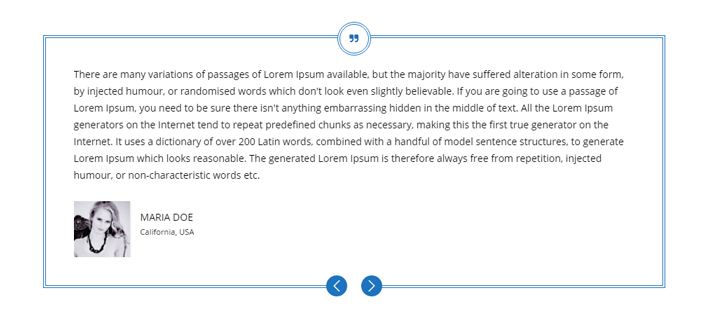 There are many variations of passages of Lorem Ipsum available, but the majority have suffered alteration in some form,
by injected humour, or randomised words which don't look even slightly believable. If you are going to use a passage of
Lorem Ipsum, you need to be sure there isn't anything embarrassing hidden in the middle of text. All the Lorem Ipsum
generators on the Internet tend to repeat predefined chunks as necessary, making this the first true generator on the
Internet. It uses a dictionary of over 200 Latin words, combined with a handful of model sentence structures, to generate
Lorem Ipsum which looks reasonable. The generated Lorem Ipsum is therefore always free from repetition, injected
humour, or non-characteristic words etc.
MARIA DOE
California, USA